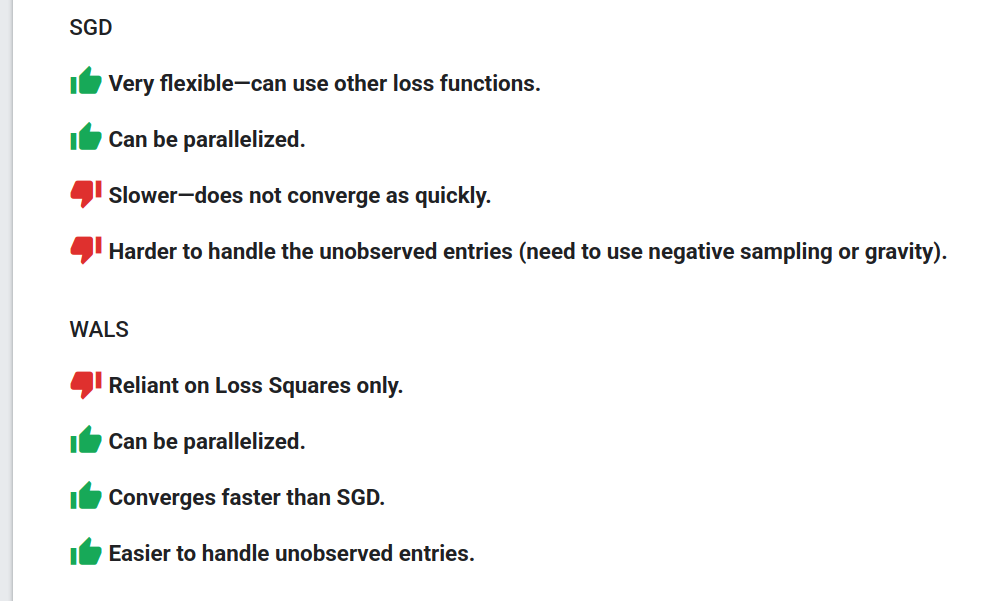 SGD
Very flexible—can use other loss functions.
Can be parallelized.
Slower—does not converge as quickly.
Harder to handle the unobserved entries (need to use negative sampling or gravity).
WALS
Reliant on Loss Squares only.
Can be parallelized.
Converges faster than SGD.
Easier to handle unobserved entries.